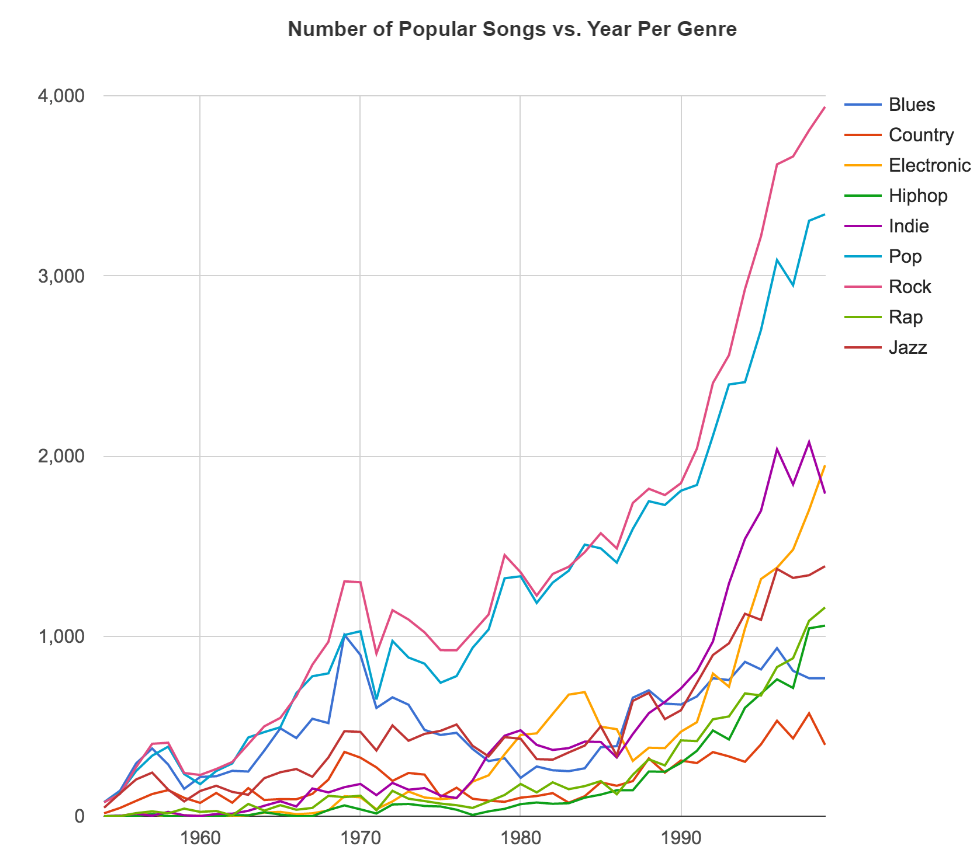 Number of Popular Songs vs. Year Per Genre
4,000
3,000
2,000
1,000
0
1960
1970
1980
1990
Blues
Country
Electronic
Hiphop
Indie
Pop
Rock
Rap
Jazz